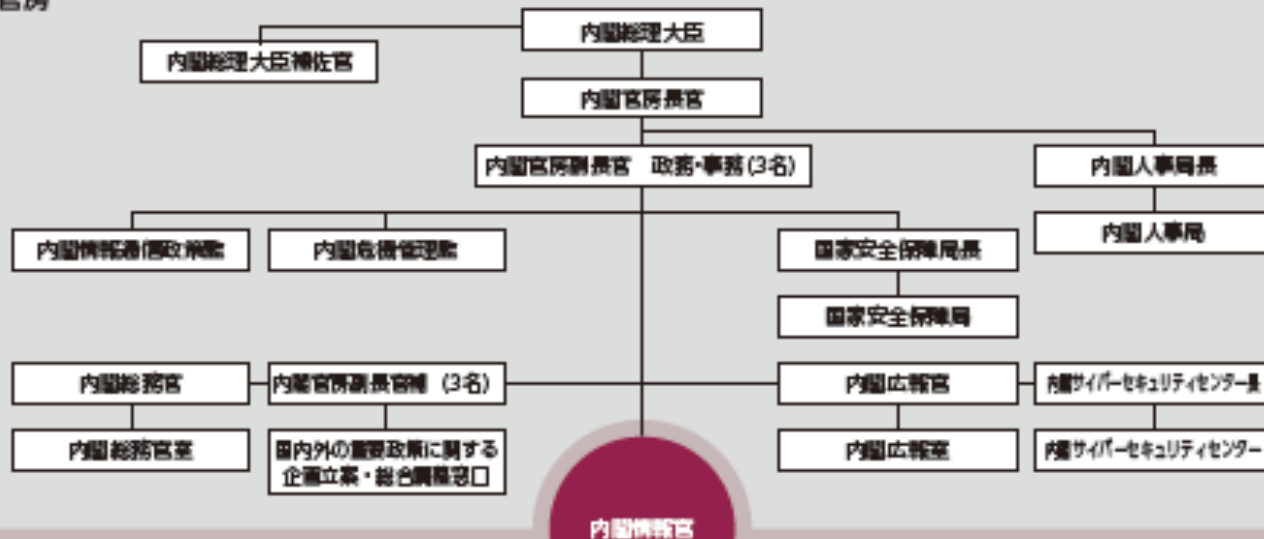 官房
内閣総理大臣
内閣総理大臣補佐官
内閣官房長官
内閣官房副長官　政務・事務(3名)
内閣人事局長
内閣人事局
内閣情報通信政策監
内閣危機管理監
国家安全保障局長
国家安全保障局
内閣総務官
内閣官房副長官補 (3名)
内閣広報官
内閣サイバーセキュリティセンター長
内閣総務官室
国内外の重要政策に関する
企画立案・総合調整窓口
内閣広報室
内閣サイバーセキュリティセンター
内閣情報官